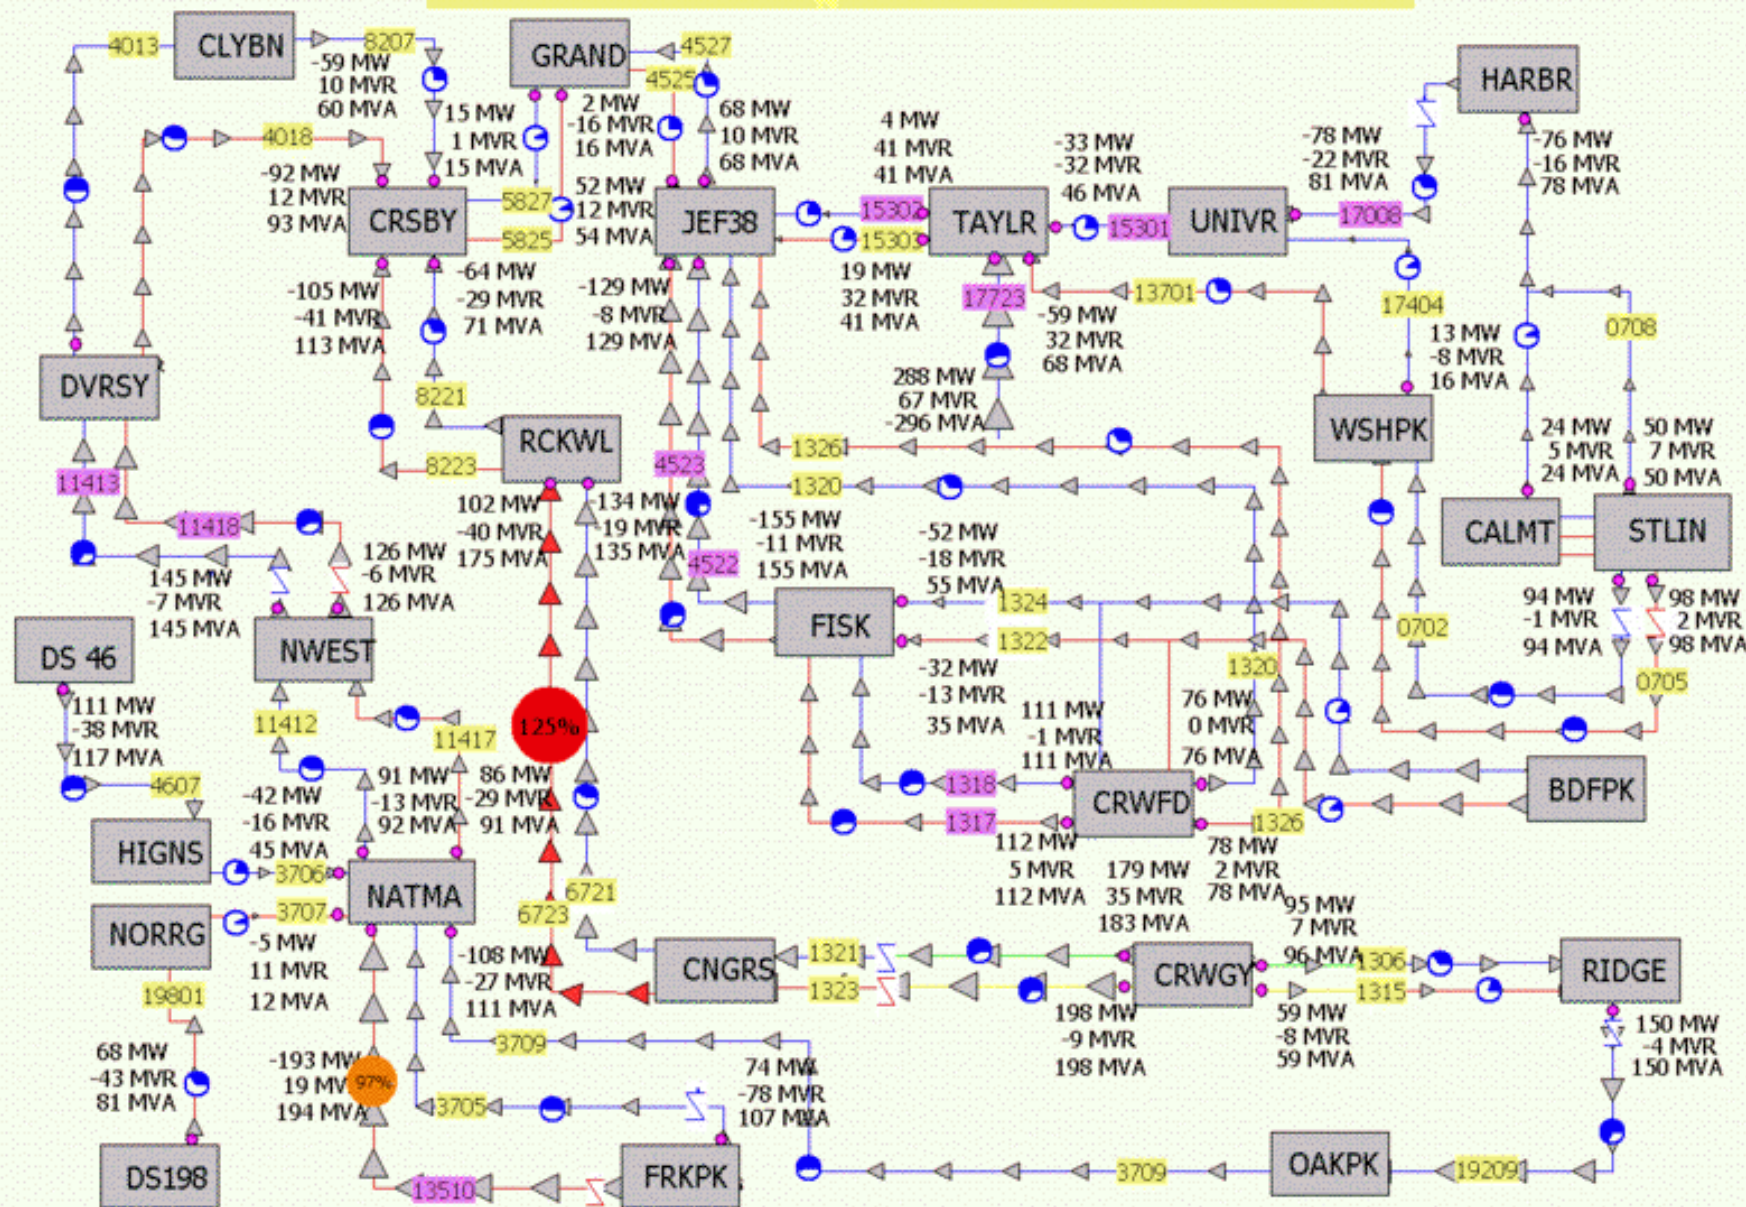 4013
CLYBN
8207
-59 MW
10 MVR
60 MVA
GRAND
4527
4525
2 MW
-16 MVR
16 MVA
68 MW
10 MVR
68 MVA
HARBR
4018
15 MW
1 MVR
15 MVA
4 MW
41 MVR
41 MVA
-33 MW
-32 MVR
46 MVA
-78 MW
-22 MVR
81 MVA
-76 MW
-16 MVR
78 MVA
-92 MW
12 MVR
93 MVA
CRSBY
5827
5825
52 MW
12 MVR
54 MVA
JEF38
15302
15303
TAYLR
15301
UNIVR
17008
-105 MW
-41 MVR
113 MVA
-64 MW
-29 MVR
71 MVA
-129 MW
-8 MVR
129 MVA
19 MW
32 MVR
41 MVA
17723
-59 MW
32 MVR
68 MVA
13701
17404
0708
13 MW
-8 MVR
16 MVA
DVRSY
8221
288 MW
67 MVR
-296 MVA
WSHPK
RCKWL
8223
1326
4523
1320
24 MW
5 MVR
24 MVA
50 MW
7 MVR
50 MVA
11413
11418
102 MW
-40 MVR
175 MVA
-134 MW
-19 MVR
135 MVA
-155 MW
-11 MVR
155 MVA
-52 MW
-18 MVR
55 MVA
CALMT
STLIN
126 MW
-6 MVR
126 MVA
145 MW
-7 MVR
145 MVA
4522
FISK
1324
1322
94 MW
-1 MVR
94 MVA
98 MW
2 MVR
98 MVA
0702
0705
DS 46
NWEST
111 MW
-38 MVR
117 MVA
11412
11417
125%
-32 MW
-13 MVR
35 MVA
111 MW
-1 MVR
111 MVA
76 MW
0 MVR
76 MVA
1320
4607
-42 MW
-16 MVR
45 MVA
91 MW
-13 MVR
92 MVA
86 MW
-29 MVR
91 MVA
1318
1317
CRWFD
1326
BDFPK
HIGNS
3706
112 MW
5 MVR
112 MVA
179 MW
35 MVR
183 MVA
78 MW
2 MVR
78 MVA
NATMA
6721
6723
NORRG
3707
-5 MW
11 MVR
12 MVA
-108 MW
-27 MVR
111 MVA
CNGRS
1321
1323
CRWGY
95 MW
7 MVR
96 MVA
1306
1315
RIDGE
19801
198 MW
-9 MVR
198 MVA
59 MW
-8 MVR
59 MVA
150 MW
-4 MVR
150 MVA
68 MW
-43 MVR
81 MVA
-193 MW
19 MV
194 MVA
97%
3709
3705
74 MW
-78 MVR
107 MVA
DS198
13510
FRKPK
3709
OAKPK
19209